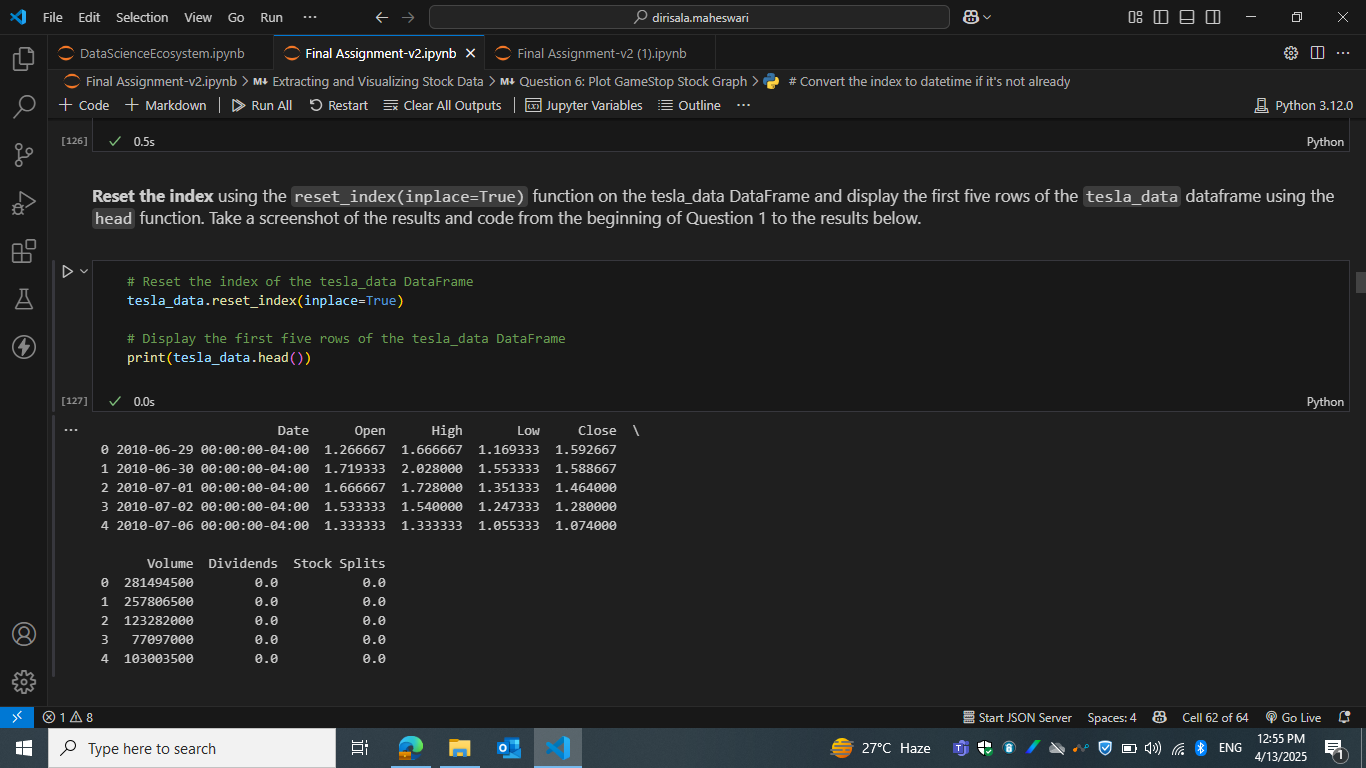 File Edit Selection View Go Run ··· dirisala.maheswari
DataScienceEcosystem.ipynb Final Assignment-v2.ipynb Final Assignment-v2 (1).ipynb
Final Assignment-v2.ipynb > M↓ Extracting and Visualizing Stock Data > M↓ Question 6: Plot GameStop Stock Graph > # Convert the index to datetime if it's not already
+ Code + Markdown Run All Restart Clear All Outputs Jupyter Variables Outline ··· Python 3.12.0
[126] ✓ 0.5s Python
Reset the index using the reset_index(inplace=True) function on the tesla_data DataFrame and display the first five rows of the tesla_data dataframe using the
head function. Take a screenshot of the results and code from the beginning of Question 1 to the results below.
# Reset the index of the tesla_data DataFrame
tesla_data.reset_index(inplace=True)
# Display the first five rows of the tesla_data DataFrame
print(tesla_data.head())
[127] ✓ 0.0s Python
··· Date Open High Low Close \
0 2010-06-29 00:00:00-04:00 1.266667 1.666667 1.169333 1.592667
1 2010-06-30 00:00:00-04:00 1.719333 2.028000 1.553333 1.588667
2 2010-07-01 00:00:00-04:00 1.666667 1.728000 1.351333 1.464000
3 2010-07-02 00:00:00-04:00 1.533333 1.540000 1.247333 1.280000
4 2010-07-06 00:00:00-04:00 1.333333 1.333333 1.055333 1.074000
Volume Dividends Stock Splits
0 281494500 0.0 0.0
1 257806500 0.0 0.0
2 123282000 0.0 0.0
3 77097000 0.0 0.0
4 103003500 0.0 0.0
1 8 Start JSON Server Spaces: 4 Cell 62 of 64 Go Live
Type here to search 27°C Haze ENG 12:55 PM
4/13/2025 1